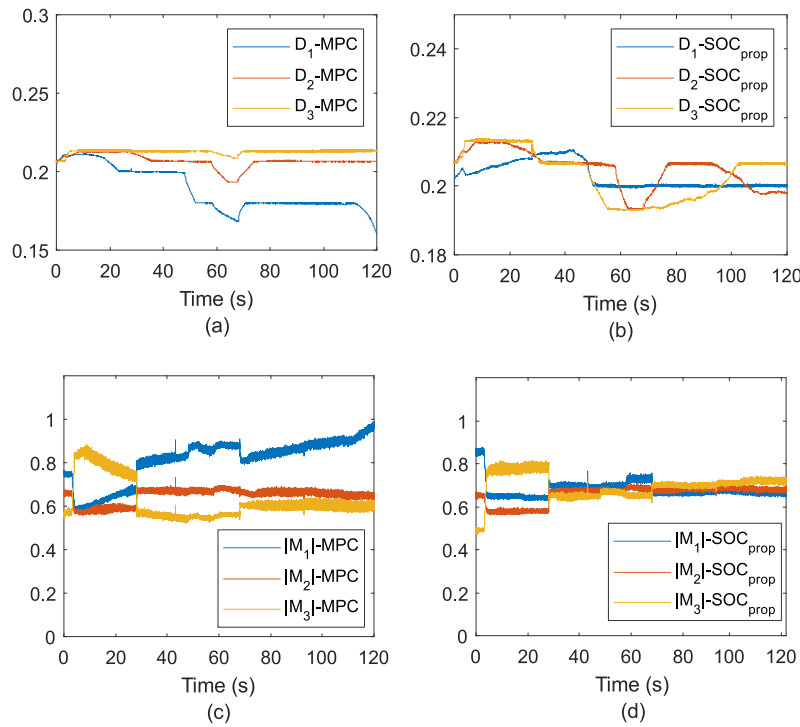 0.3
0.25
0.2
0.15
0 20 40 60 80 100 120
D1-MPC
D2-MPC
D3-MPC
Time (s)
(a)
0.25
0.22
0.2
0.18
0 20 40 60 80 100 120
D1-SOCprop
D2-SOCprop
D3-SOCprop
Time (s)
(b)
1
0.8
0.6
0.4
0.2
0
0 20 40 60 80 100 120
|M1|-MPC
|M2|-MPC
|M3|-MPC
Time (s)
(c)
1
0.8
0.6
0.4
0.2
0
0 20 40 60 80 100 120
|M1|-SOCprop
|M2|-SOCprop
|M3|-SOCprop
Time (s)
(d)